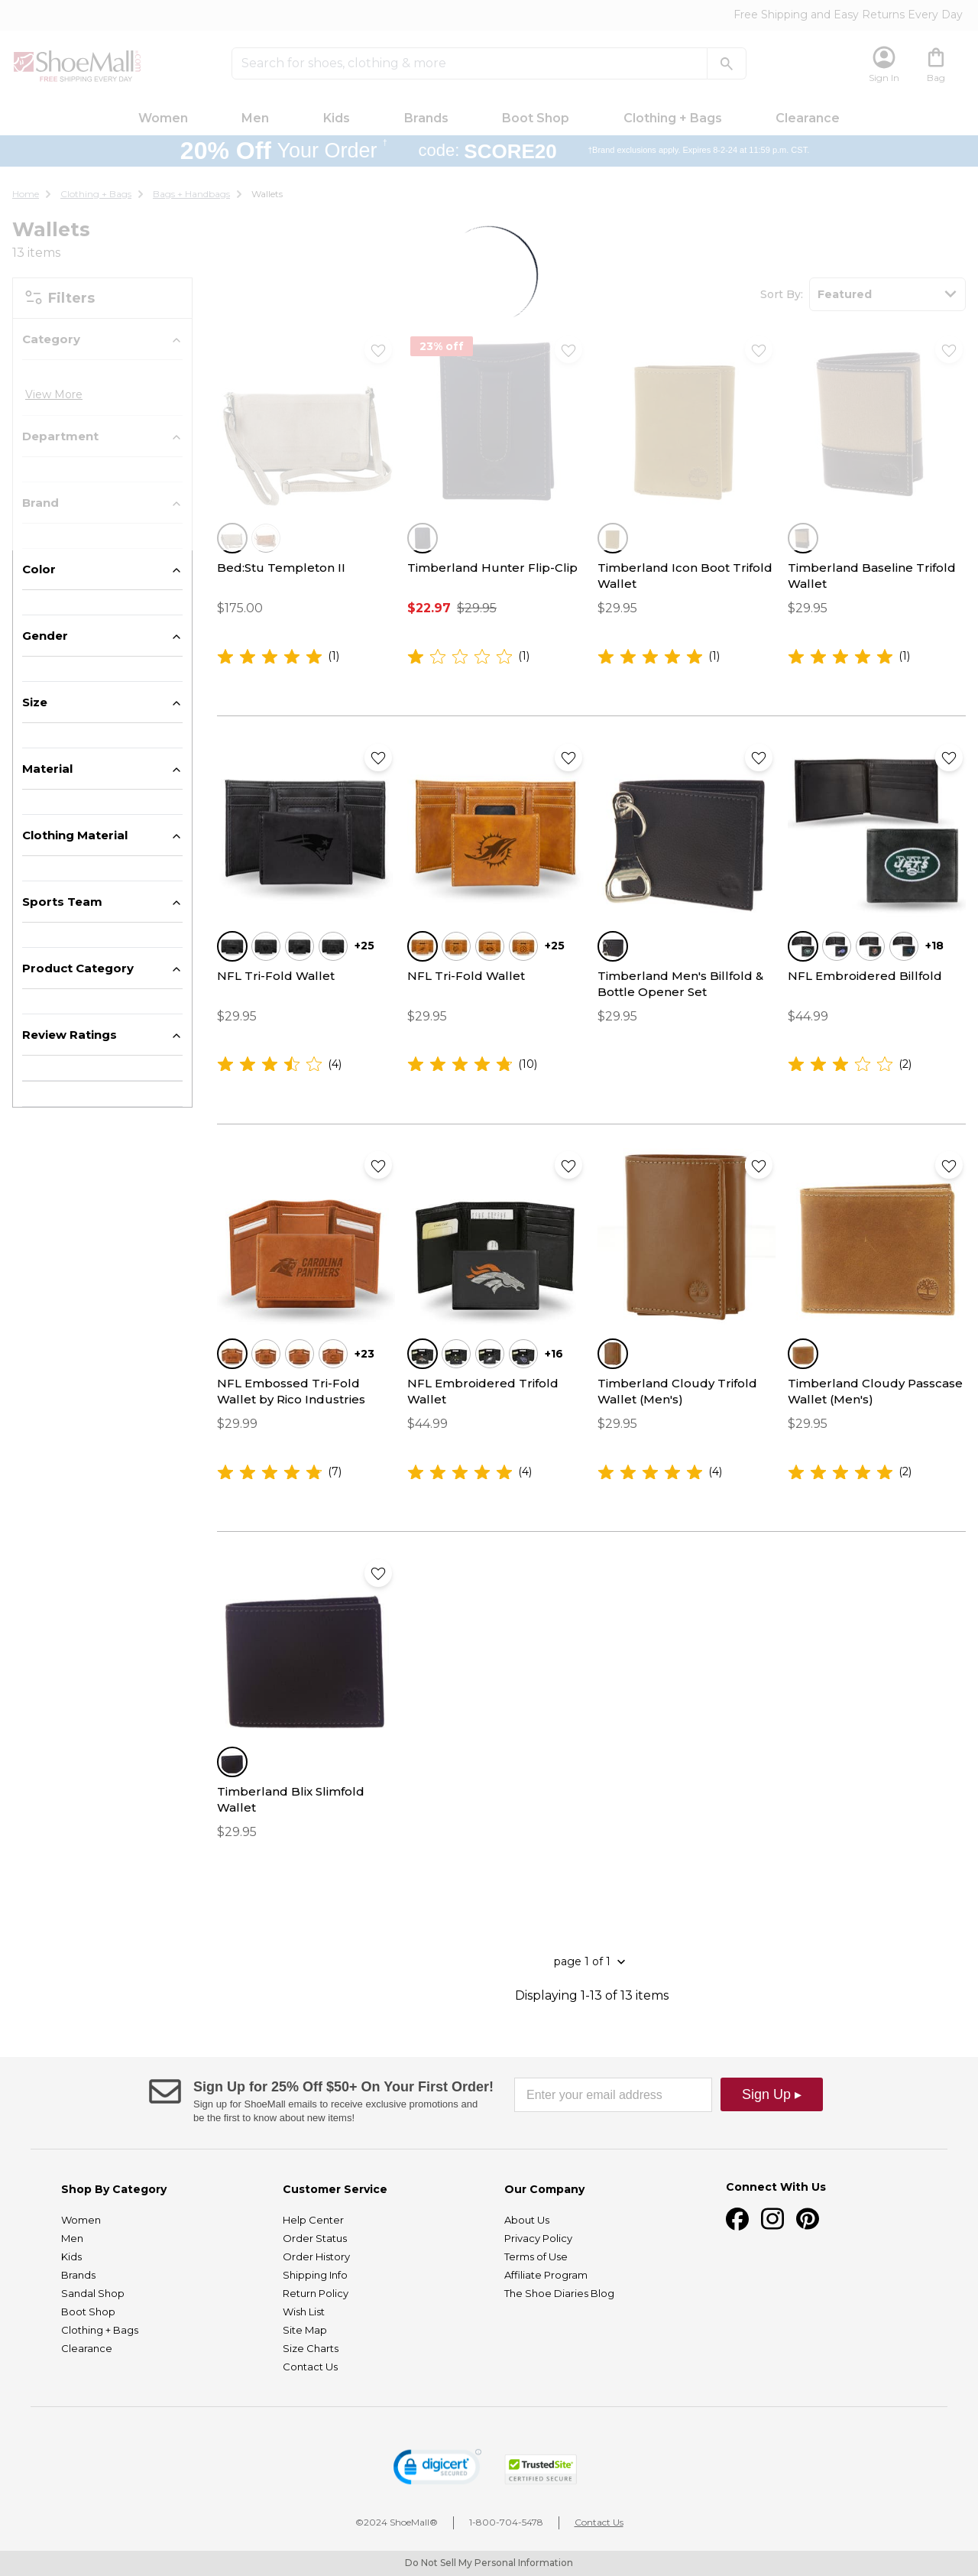 Free Shipping and Easy Returns Every Day
ShoeMall.com
FREE SHIPPING EVERY DAY
Search for shoes, clothing & more
Sign In
Bag
Women Men Kids Brands Boot Shop Clothing + Bags Clearance
20% Off Your Order † code: SCORE20 †Brand exclusions apply. Expires 8-2-24 at 11:59 p.m. CST.
Home > Clothing + Bags > Bags + Handbags > Wallets
Wallets
13 items
Filters
Sort By: Featured
Category
View More
Department
Brand
Color
Gender
Size
Material
Clothing Material
Sports Team
Product Category
Review Ratings
23% off
Bed:Stu Templeton II
$175.00
(1)
Timberland Hunter Flip-Clip
$22.97 $29.95
(1)
Timberland Icon Boot Trifold
Wallet
$29.95
(1)
Timberland Baseline Trifold
Wallet
$29.95
(1)
+25
NFL Tri-Fold Wallet
$29.95
(4)
+25
NFL Tri-Fold Wallet
$29.95
(10)
Timberland Men's Billfold &
Bottle Opener Set
$29.95
JETS
+18
NFL Embroidered Billfold
$44.99
(2)
CAROLINA
PANTHERS
+23
NFL Embossed Tri-Fold
Wallet by Rico Industries
$29.99
(7)
+16
NFL Embroidered Trifold
Wallet
$44.99
(4)
Timberland Cloudy Trifold
Wallet (Men's)
$29.95
(4)
Timberland Cloudy Passcase
Wallet (Men's)
$29.95
(2)
Timberland Blix Slimfold
Wallet
$29.95
page 1 of 1
Displaying 1-13 of 13 items
Sign Up for 25% Off $50+ On Your First Order!
Sign up for ShoeMall emails to receive exclusive promotions and
be the first to know about new items!
Enter your email address
Sign Up ▸
Shop By Category
Women
Men
Kids
Brands
Sandal Shop
Boot Shop
Clothing + Bags
Clearance
Customer Service
Help Center
Order Status
Order History
Shipping Info
Return Policy
Wish List
Site Map
Size Charts
Contact Us
Our Company
About Us
Privacy Policy
Terms of Use
Affiliate Program
The Shoe Diaries Blog
Connect With Us
digicert
SECURED
TrustedSite
CERTIFIED SECURE
©2024 ShoeMall® | 1-800-704-5478 | Contact Us
Do Not Sell My Personal Information